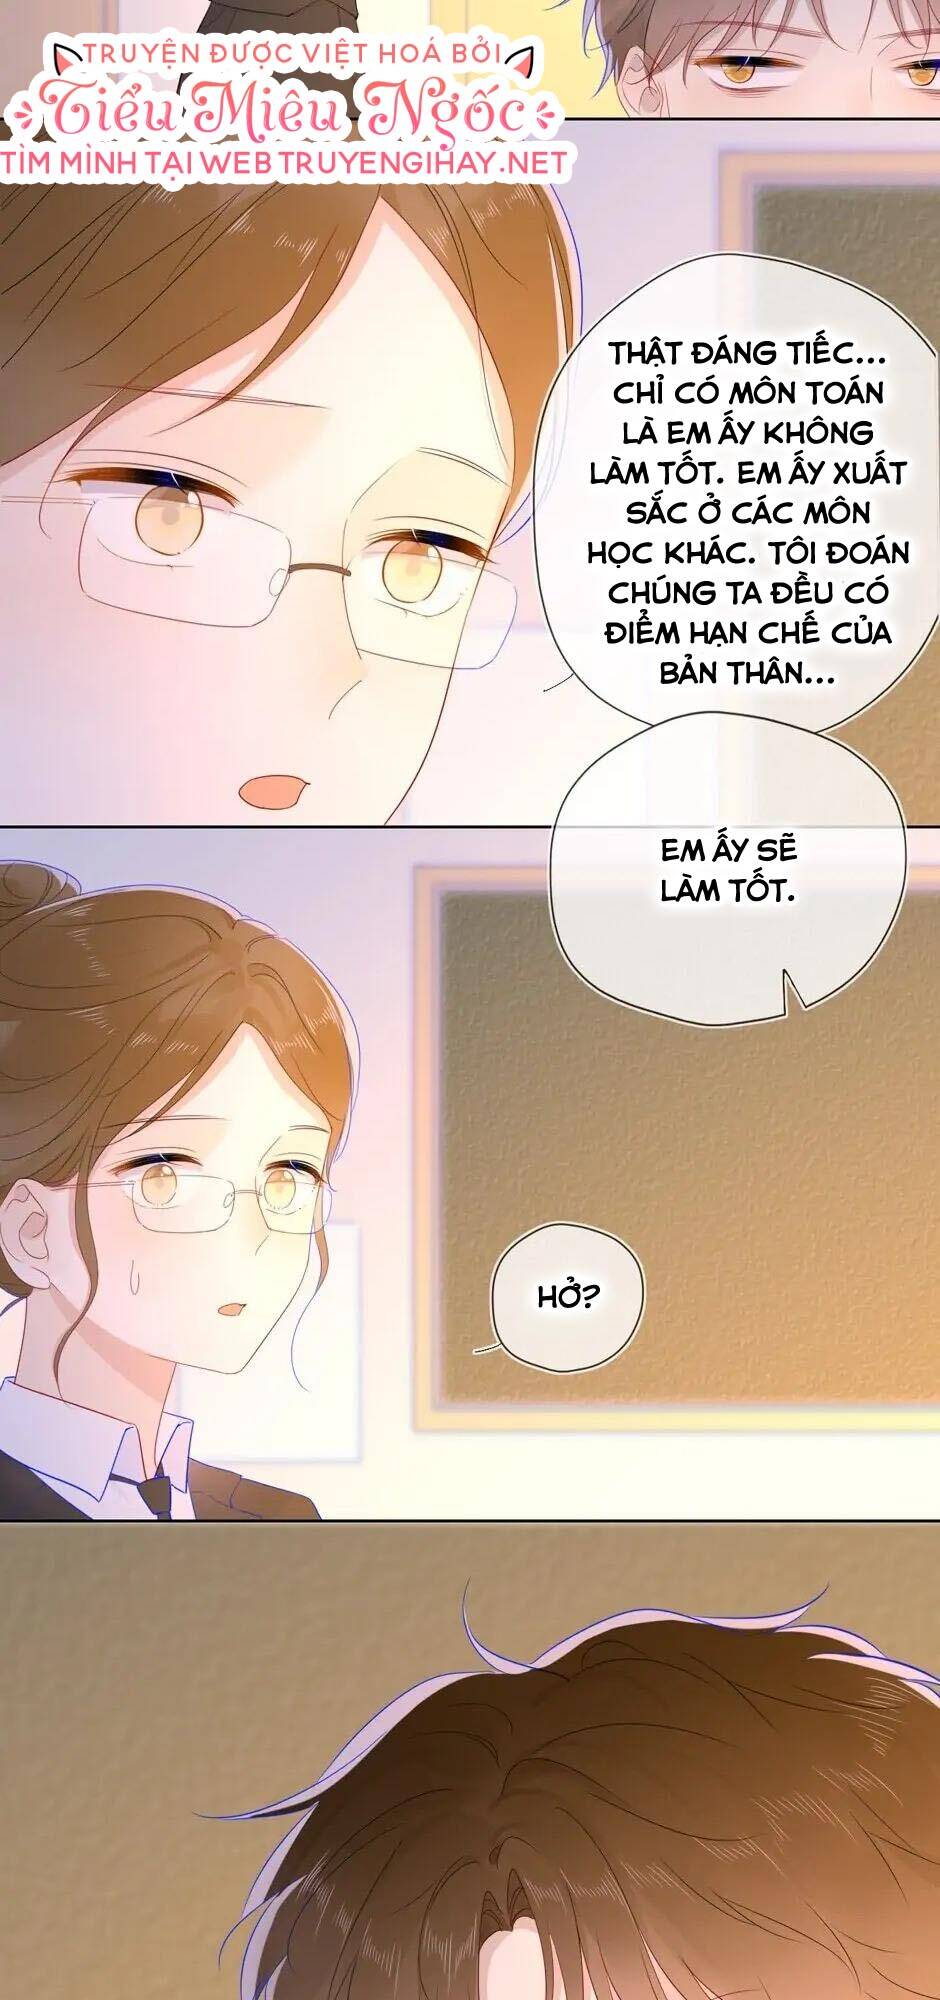 TRUYỆN ĐƯỢC VIỆT HOÁ BỞI
Tiểu Miêu Ngốc
TÌM MÌNH TẠI WEB TRUYENGIHAY.NET
THẬT ĐÁNG TIẾC...
CHỈ CÓ MÔN TOÁN
LÀ EM ẤY KHÔNG
LÀM TỐT. EM ẤY XUẤT
SẮC Ở CÁC MÔN
HỌC KHÁC. TÔI ĐOÁN
CHÚNG TA ĐỀU CÓ
ĐIỂM HẠN CHẾ CỦA
BẢN THÂN...
EM ẤY SẼ
LÀM TỐT.
HỞ?